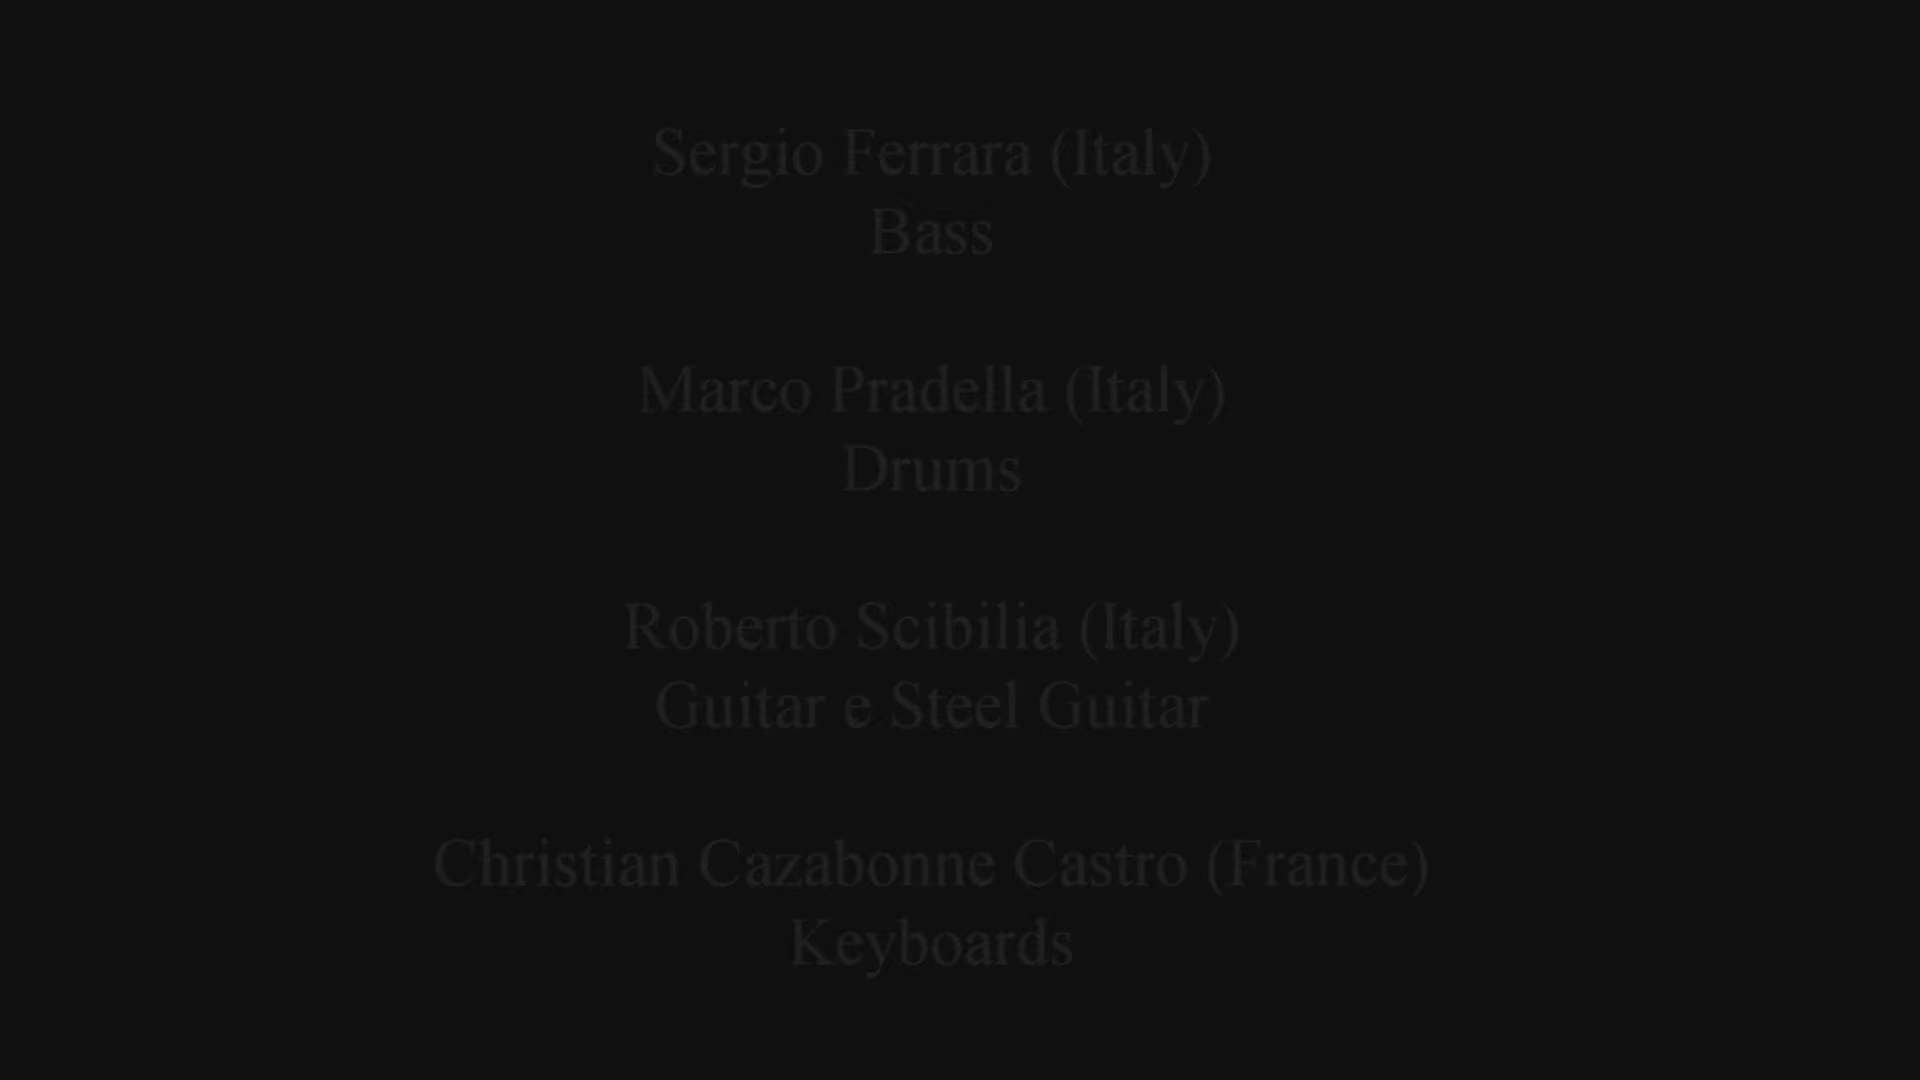 Sergio Ferrara (Italy)
Bass
Marco Pradella (Italy)
Drums
Roberto Scibilia (Italy)
Guitar e Steel Guitar
Christian Cazabonne Castro (France)
Keyboards